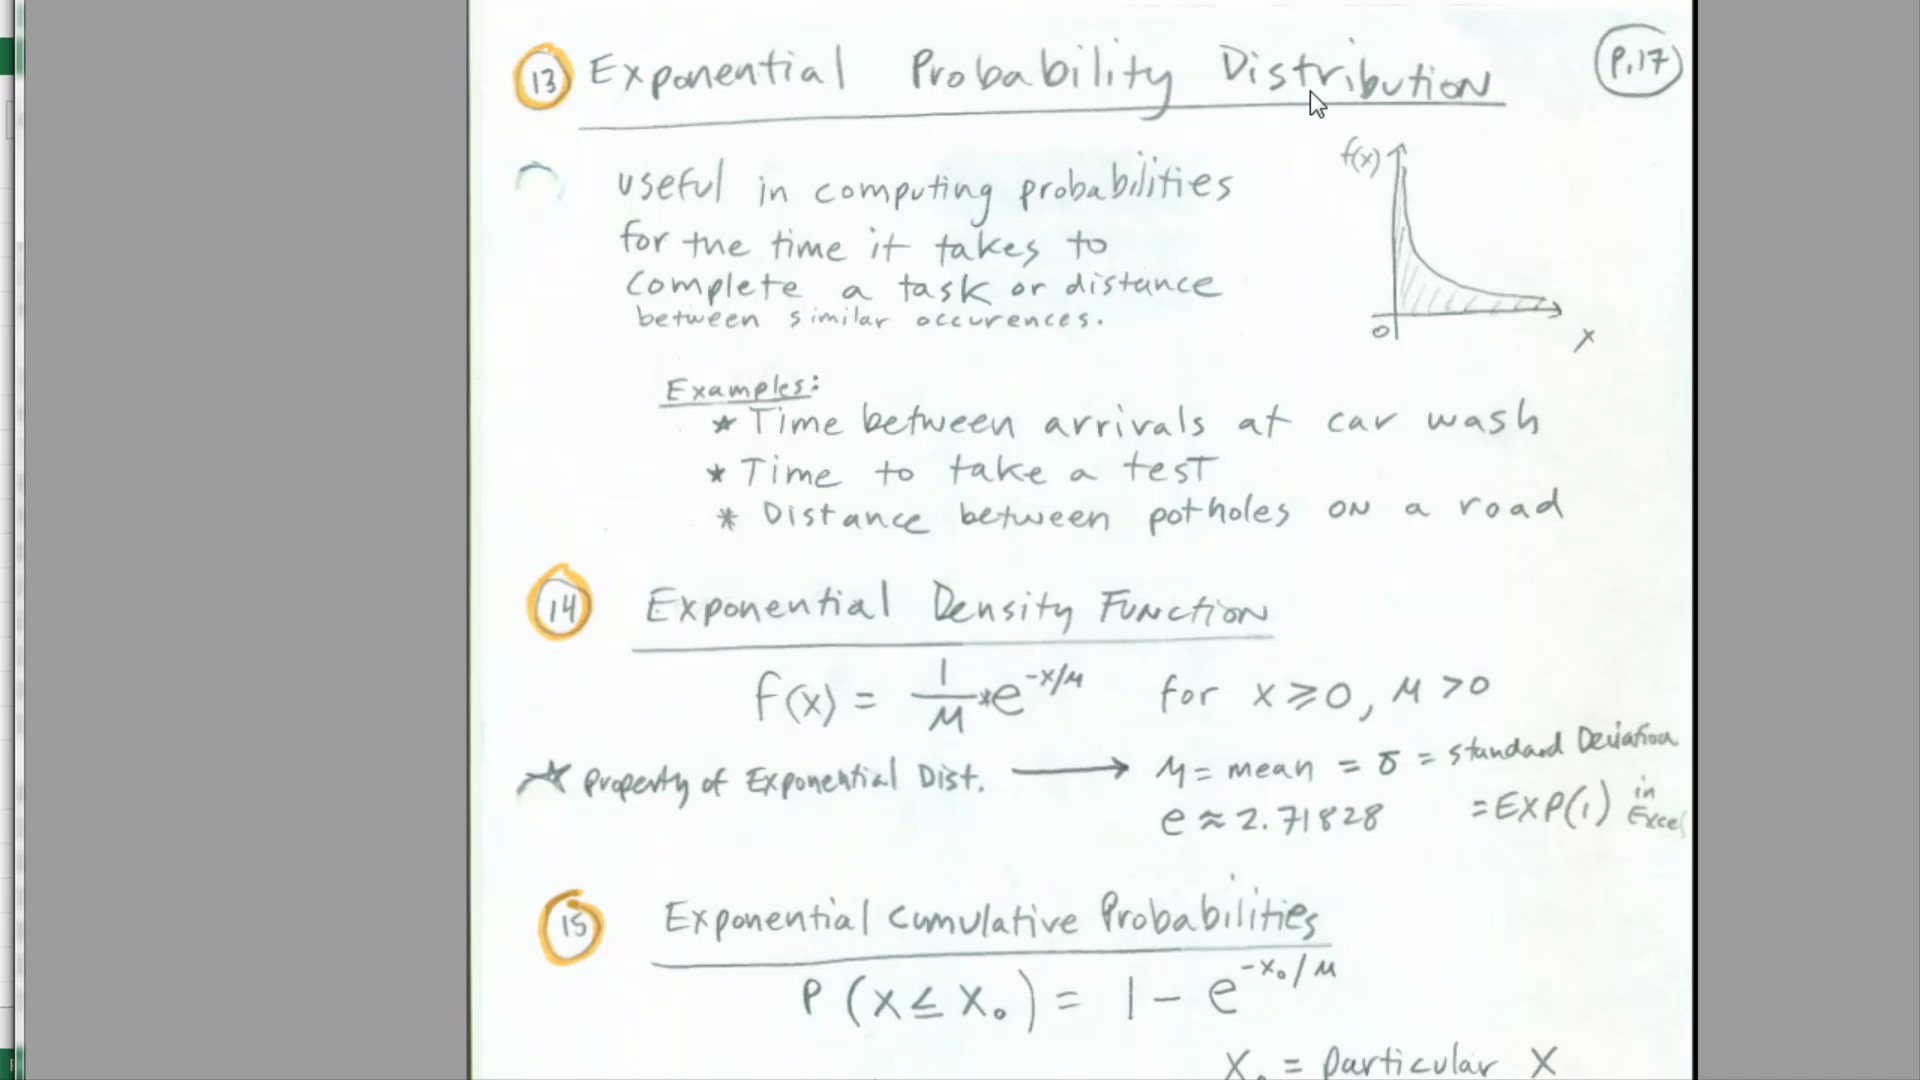 13 Exponential Probability Distribution P.17
f(x)
useful in computing probabilities
for the time it takes to
complete a task or distance
between similar occurences.
0 x
Examples:
* Time between arrivals at car wash
* Time to take a test
* Distance between potholes on a road
14 Exponential Density Function
f(x) = 1/μ * e^-x/μ for x ≥ 0, μ > 0
* Property of Exponential Dist. → μ = mean = σ = standard Deviation
e ≈ 2.71828 = EXP(1) in Excel
15 Exponential Cumulative Probabilities
P (x ≤ x₀) = 1 - e^-x₀/μ
X₀ = particular X